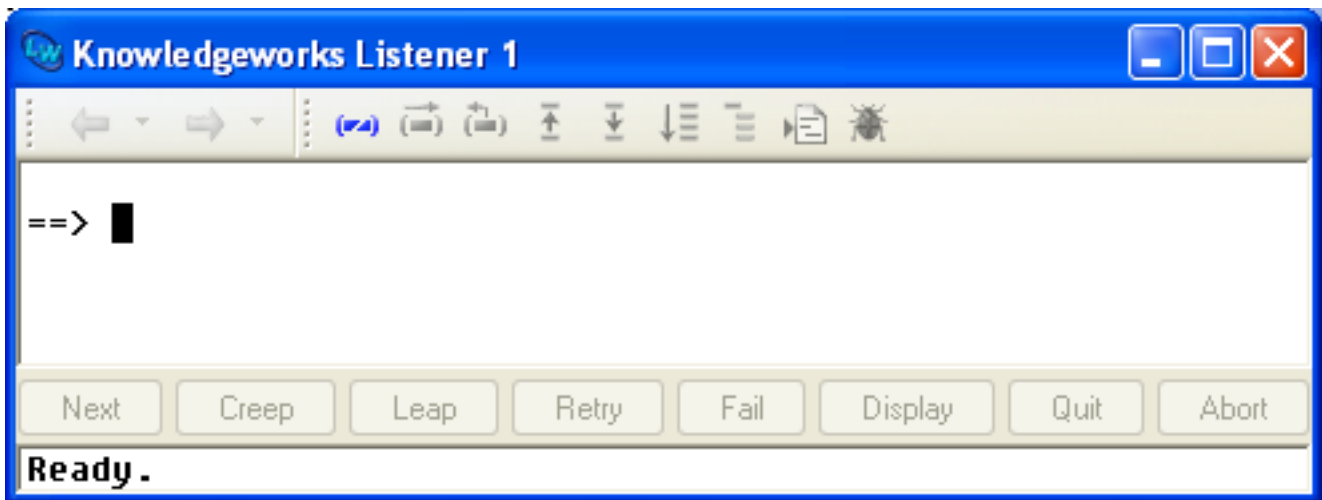 Knowledgeworks Listener 1
==>
Next Creep Leap Retry Fail Display Quit Abort
Ready.